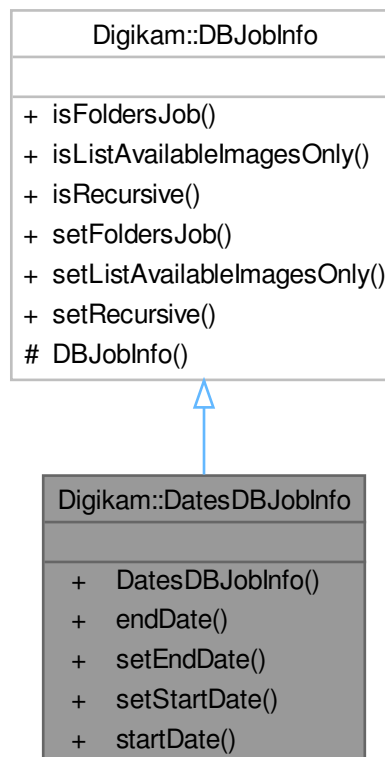 Digikam::DBJobInfo
+ isFoldersJob()
+ isListAvailableImagesOnly()
+ isRecursive()
+ setFoldersJob()
+ setListAvailableImagesOnly()
+ setRecursive()
# DBJobInfo()
Digikam::DatesDBJobInfo
+ DatesDBJobInfo()
+ endDate()
+ setEndDate()
+ setStartDate()
+ startDate()